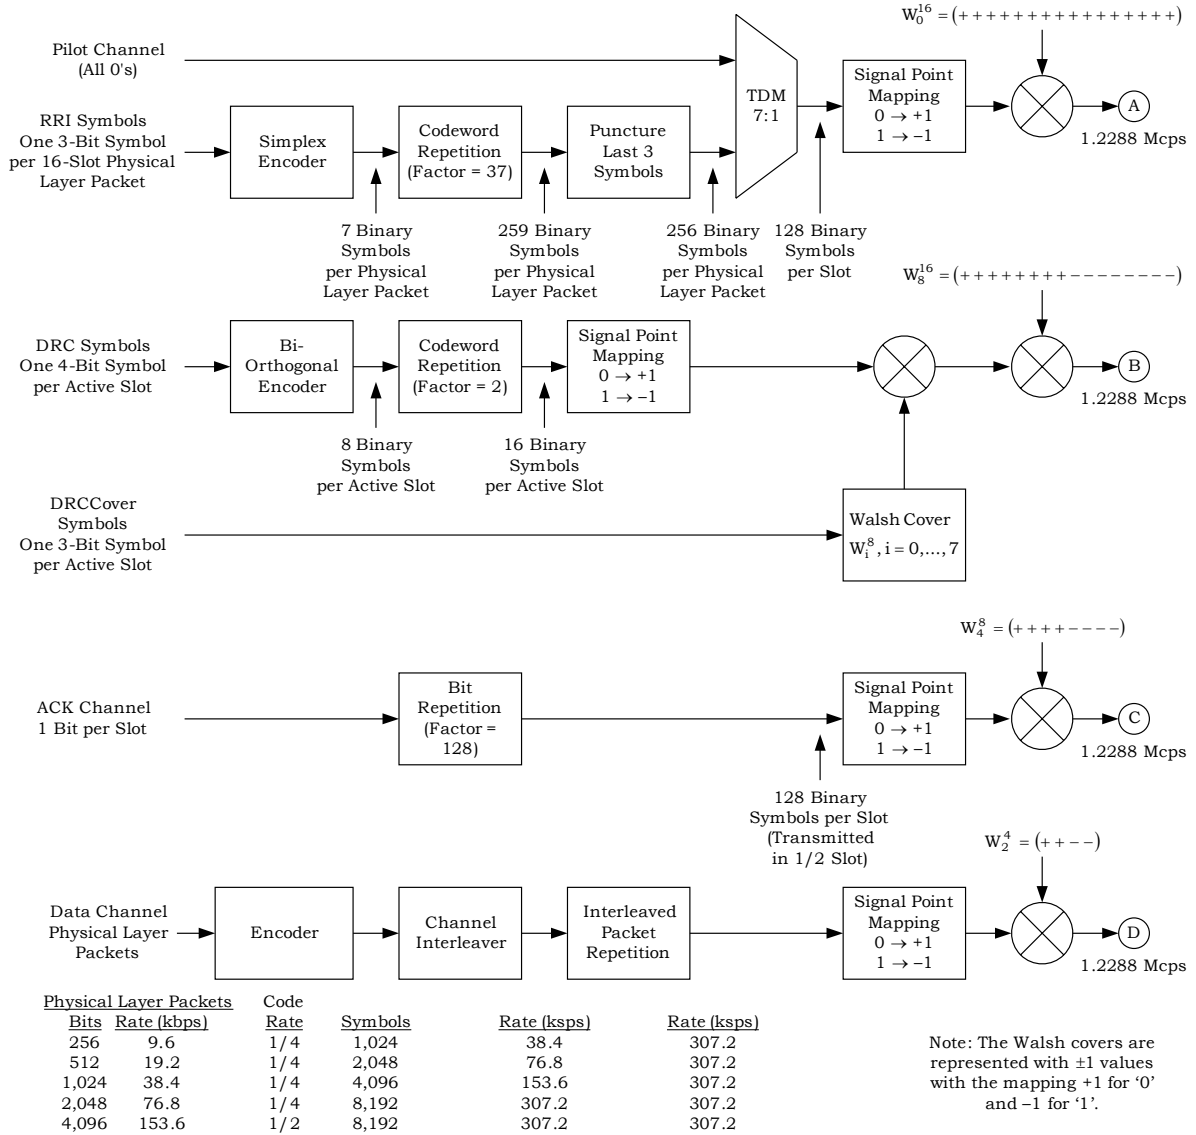 W₀¹⁶ = (++++++++++++++++)
Pilot Channel
(All 0's)
TDM
7:1
Signal Point
Mapping
0 → +1
1 → −1
A
1.2288 Mcps
RRI Symbols
One 3-Bit Symbol
per 16-Slot Physical
Layer Packet
Simplex
Encoder
Codeword
Repetition
(Factor = 37)
Puncture
Last 3
Symbols
7 Binary
Symbols
per Physical
Layer Packet
259 Binary
Symbols
per Physical
Layer Packet
256 Binary
Symbols
per Physical
Layer Packet
128 Binary
Symbols
per Slot
W₈¹⁶ = (++++++++−−−−−−−−)
DRC Symbols
One 4-Bit Symbol
per Active Slot
Bi-
Orthogonal
Encoder
Codeword
Repetition
(Factor = 2)
Signal Point
Mapping
0 → +1
1 → −1
B
1.2288 Mcps
8 Binary
Symbols
per Active Slot
16 Binary
Symbols
per Active Slot
DRCCover
Symbols
One 3-Bit Symbol
per Active Slot
Walsh Cover
Wᵢ⁸, i = 0,..., 7
W₄⁸ = (++++−−−−)
ACK Channel
1 Bit per Slot
Bit
Repetition
(Factor =
128)
Signal Point
Mapping
0 → +1
1 → −1
C
1.2288 Mcps
128 Binary
Symbols per Slot
(Transmitted
in 1/2 Slot)
W₂⁴ = (++−−)
Data Channel
Physical Layer
Packets
Encoder
Channel
Interleaver
Interleaved
Packet
Repetition
Signal Point
Mapping
0 → +1
1 → −1
D
1.2288 Mcps
Physical Layer Packets Code
Bits Rate (kbps) Rate Symbols Rate (ksps) Rate (ksps)
256 9.6 1/4 1,024 38.4 307.2
512 19.2 1/4 2,048 76.8 307.2
1,024 38.4 1/4 4,096 153.6 307.2
2,048 76.8 1/4 8,192 307.2 307.2
4,096 153.6 1/2 8,192 307.2 307.2
Note: The Walsh covers are
represented with ±1 values
with the mapping +1 for ‘0’
and −1 for ‘1’.